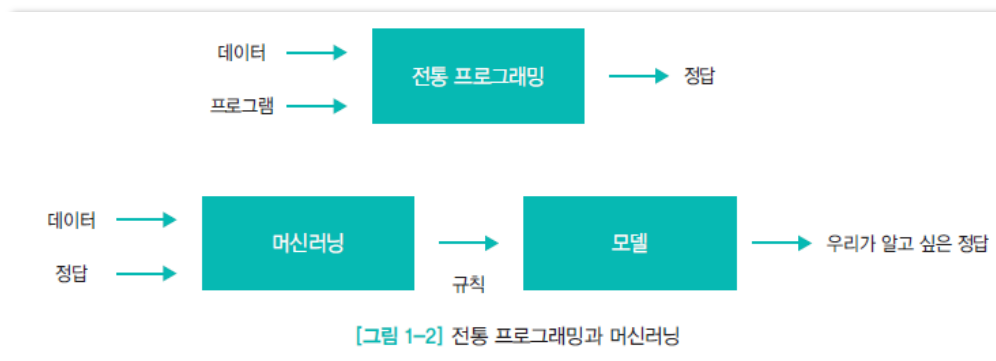 데이터
전통 프로그래밍
정답
프로그램
데이터
머신러닝
모델
우리가 알고 싶은 정답
정답
규칙
[그림 1-2] 전통 프로그래밍과 머신러닝